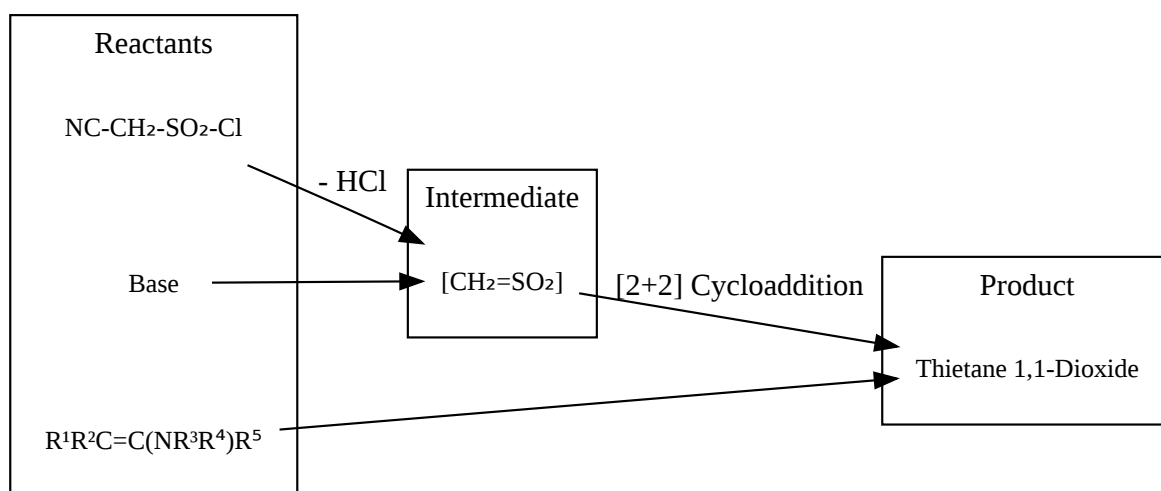 Reactants
NC-CH₂-SO₂-Cl
- HCl
Intermediate
Base
[CH₂=SO₂]
[2+2] Cycloaddition
Product
Thietane 1,1-Dioxide
R¹R²C=C(NR³R⁴)R⁵